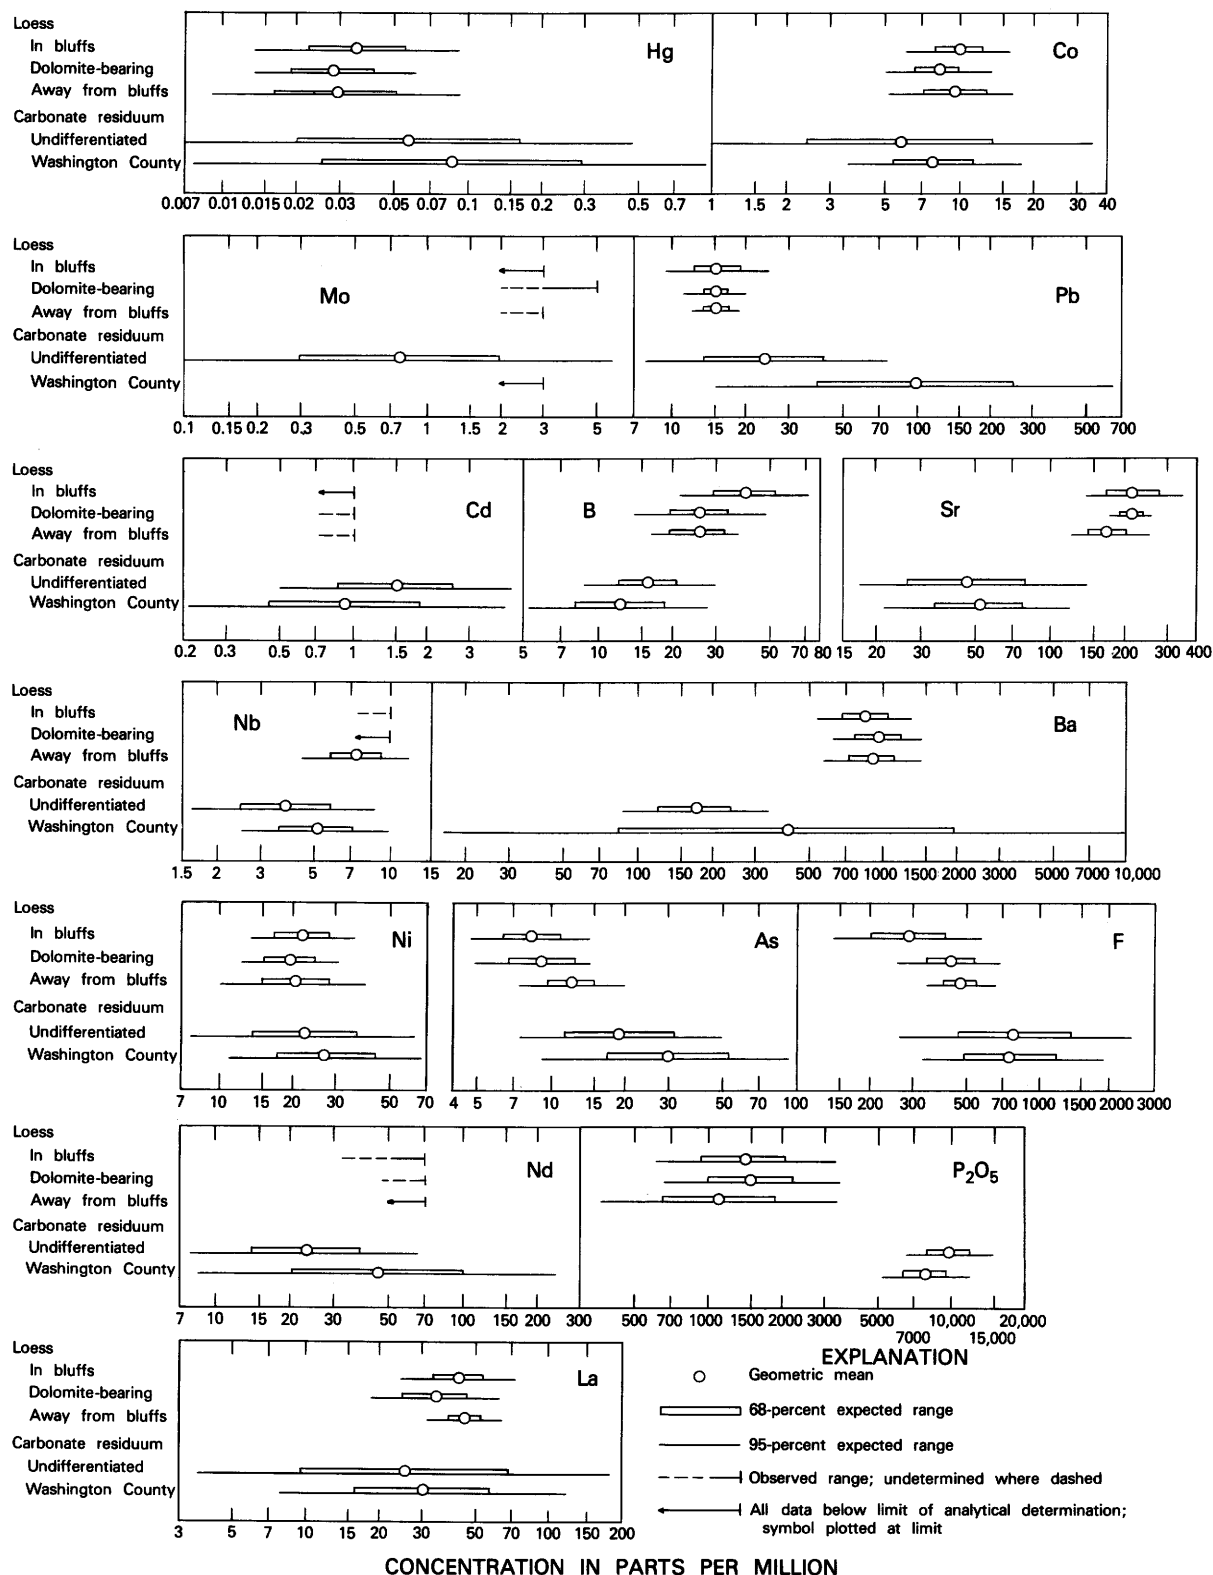 Loess
In bluffs
Dolomite-bearing
Away from bluffs
Carbonate residuum
Undifferentiated
Washington County
Hg
Co
0.007 0.01 0.015 0.02 0.03 0.05 0.07 0.1 0.15 0.2 0.3 0.5 0.7 1 1.5 2 3 5 7 10 15 20 30 40
Loess
In bluffs
Dolomite-bearing
Away from bluffs
Carbonate residuum
Undifferentiated
Washington County
Mo
Pb
0.1 0.15 0.2 0.3 0.5 0.7 1 1.5 2 3 5 7 10 15 20 30 50 70 100 150 200 300 500 700
Loess
In bluffs
Dolomite-bearing
Away from bluffs
Carbonate residuum
Undifferentiated
Washington County
Cd
B
Sr
0.2 0.3 0.5 0.7 1 1.5 2 3 5 7 10 15 20 30 50 70 80 15 20 30 50 70 100 150 200 300 400
Loess
In bluffs
Dolomite-bearing
Away from bluffs
Carbonate residuum
Undifferentiated
Washington County
Nb
Ba
1.5 2 3 5 7 10 15 20 30 50 70 100 150 200 300 500 700 1000 1500 2000 3000 5000 7000 10,000
Loess
In bluffs
Dolomite-bearing
Away from bluffs
Carbonate residuum
Undifferentiated
Washington County
Ni
As
F
7 10 15 20 30 50 70 4 5 7 10 15 20 30 50 70 100 150 200 300 500 700 1000 1500 2000 3000
Loess
In bluffs
Dolomite-bearing
Away from bluffs
Carbonate residuum
Undifferentiated
Washington County
Nd
P2O5
7 10 15 20 30 50 70 100 150 200 300 500 700 1000 1500 2000 3000 5000 10,000 20,000
7000 15,000
Loess
In bluffs
Dolomite-bearing
Away from bluffs
Carbonate residuum
Undifferentiated
Washington County
La
3 5 7 10 15 20 30 50 70 100 150 200
EXPLANATION
Geometric mean
68-percent expected range
95-percent expected range
Observed range; undetermined where dashed
All data below limit of analytical determination;
symbol plotted at limit
CONCENTRATION IN PARTS PER MILLION